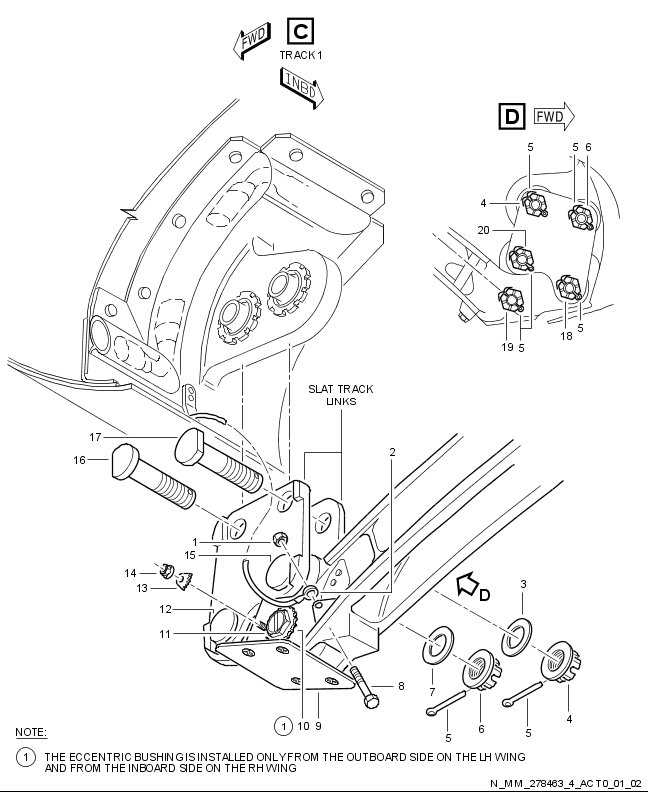 FWD
C
TRACK 1
INBD
D
FWD
5
5 6
4
20
19 5
18
5
SLAT TRACK
LINKS
17
16
2
1
15
14
13
12
11
D
3
7
8
6
5
5
4
1 10 9
NOTE:
1 THE ECCENTRIC BUSHING IS INSTALLED ONLY FROM THE OUTBOARD SIDE ON THE LH WING
AND FROM THE INBOARD SIDE ON THE RH WING
N_MM_278463_4_ACT0_01_02